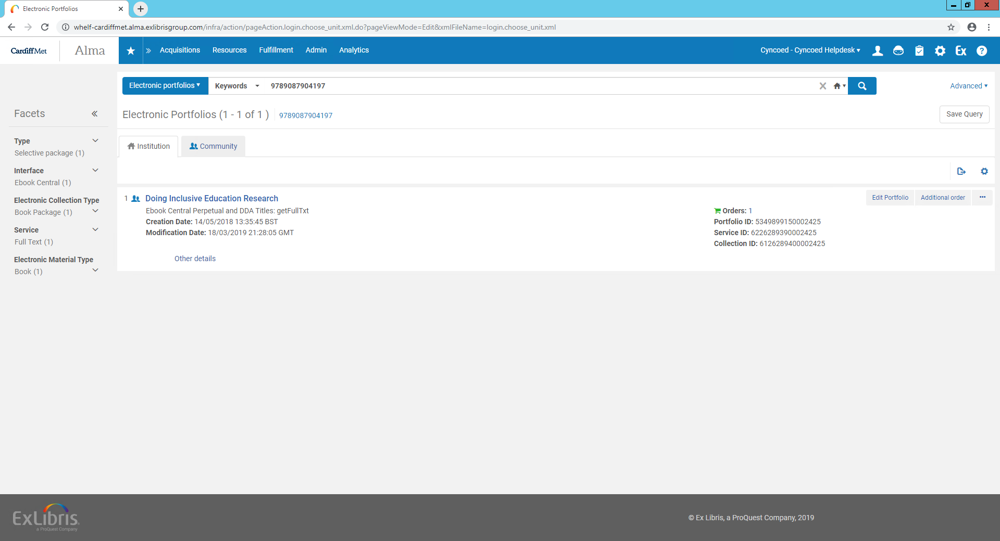 Electronic Portfolios
whelf-cardiffmet.alma.exlibrisgroup.com/infra/action/pageAction.login.choose_unit.xml.do?pageViewMode=Edit&xmlFileName=login.choose_unit.xml
CardiffMet
Alma
Acquisitions Resources Fulfillment Admin Analytics
Cyncoed - Cyncoed Helpdesk
Ex
?
Electronic portfolios
Keywords
9789087904197
Advanced
Facets
Electronic Portfolios (1 - 1 of 1 )
9789087904197
Save Query
Type
Selective package (1)
Interface
Ebook Central (1)
Electronic Collection Type
Book Package (1)
Service
Full Text (1)
Electronic Material Type
Book (1)
Institution
Community
1
Doing Inclusive Education Research
Edit Portfolio
Additional order
Ebook Central Perpetual and DDA Titles: getFullTxt
Creation Date: 14/05/2018 13:35:45 BST
Modification Date: 18/03/2019 21:28:05 GMT
Orders: 1
Portfolio ID: 5349899150002425
Service ID: 6226289390002425
Collection ID: 6126289400002425
Other details
ExLibris
a ProQuest Company
© Ex Libris, a ProQuest Company, 2019